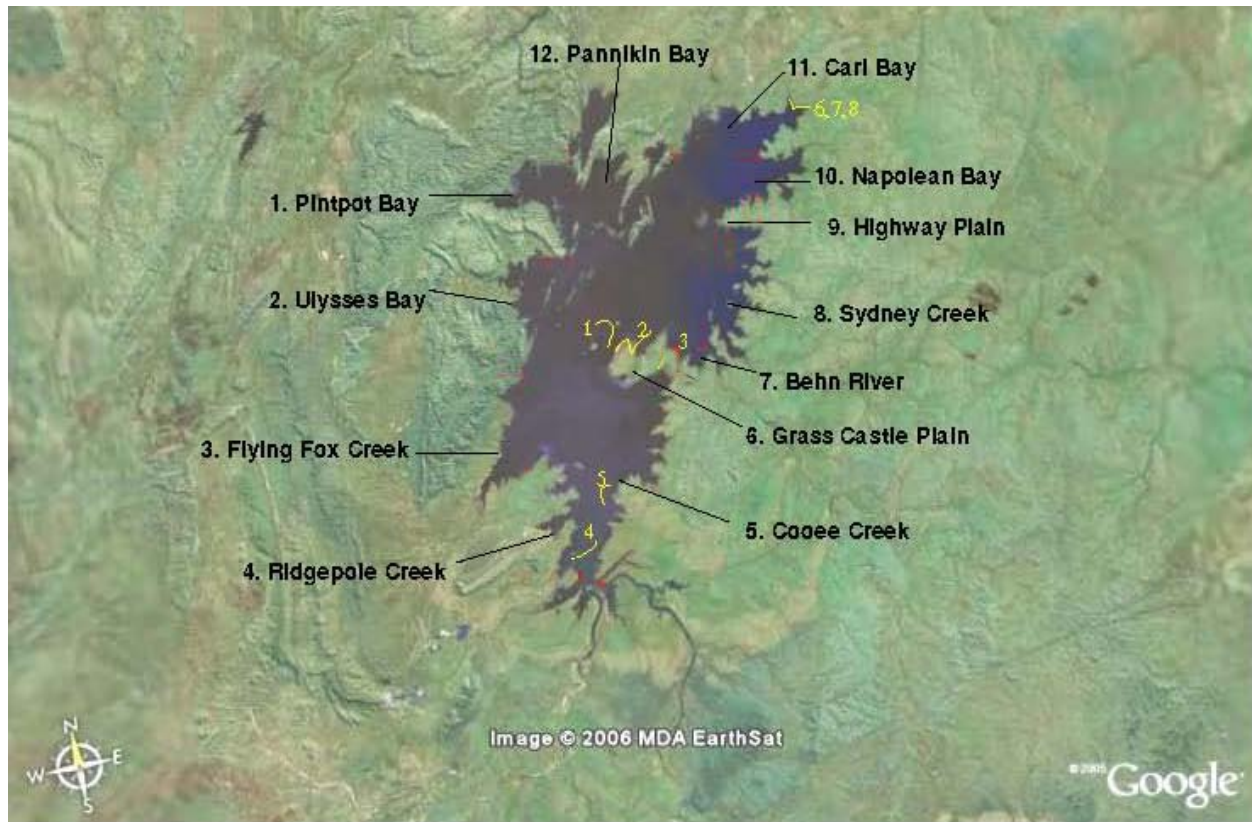 12. Pannikin Bay
11. Carl Bay
6,7,8
10. Napolean Bay
1. Pintpot Bay
9. Highway Plain
2. Ulysses Bay
8. Sydney Creek
1
2
3
7. Behn River
6. Grass Castle Plain
3. Flying Fox Creek
5
5. Cooee Creek
4
4. Ridgepole Creek
N
W E
S
Image © 2006 MDA EarthSat
©2005 Google